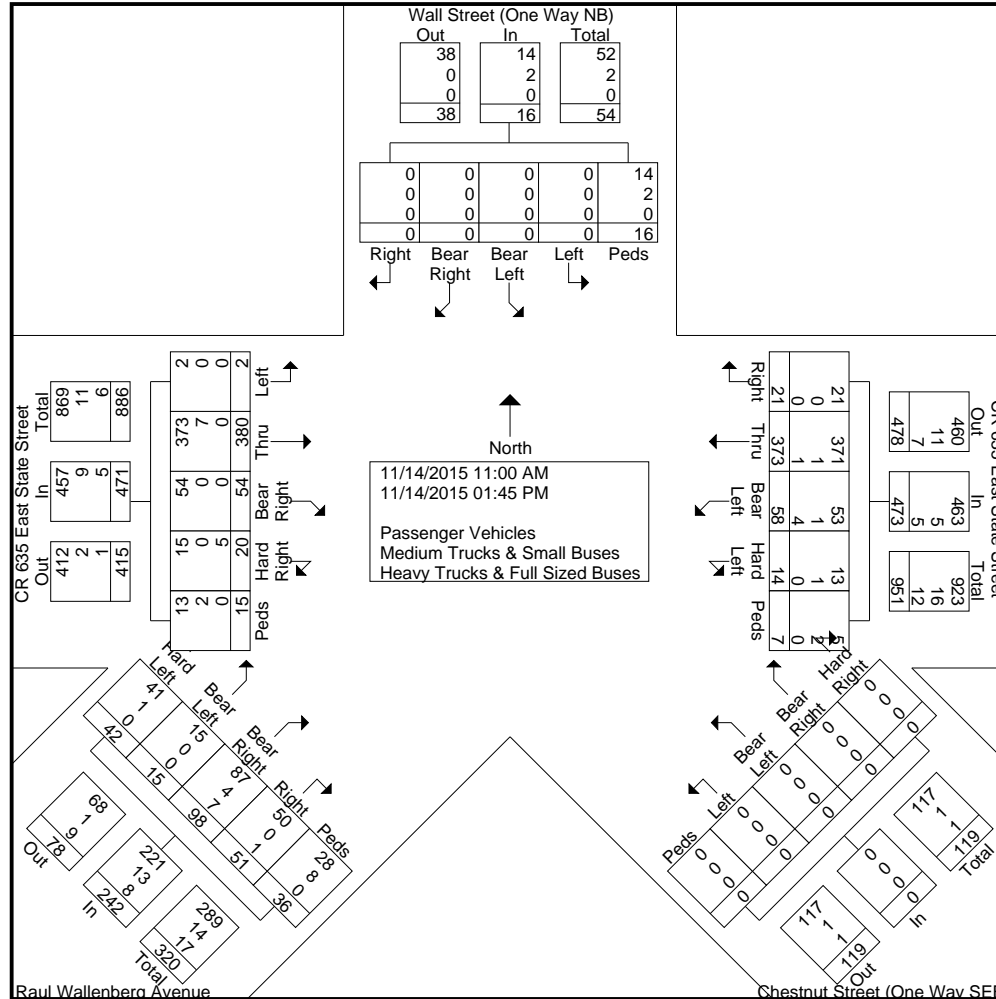 Wall Street (One Way NB)
Out In Total
38 14 52
0 2 2
0 0 0
38 16 54
0 0 0 0 14
0 0 0 0 2
0 0 0 0 0
0 0 0 0 16
Right Bear Right Bear Left Left Peds
CR 635 East State Street
Total In Out
869 457 412
11 9 2
6 5 1
886 471 415
Left Thru Bear Right Hard Right Peds
2 373 54 15 13
0 7 0 0 2
0 0 0 5 0
2 380 54 20 15
North
11/14/2015 11:00 AM
11/14/2015 01:45 PM
Passenger Vehicles
Medium Trucks & Small Buses
Heavy Trucks & Full Sized Buses
Right Thru Bear Left Hard Left Peds
21 371 53 13 5
0 1 1 1 2
0 1 4 0 0
21 373 58 14 7
Out In Total
460 463 923
11 5 16
7 5 12
478 473 951
Hard Left Bear Left Bear Right Right Peds
41 15 87 50 28
1 0 4 0 8
0 0 7 1 0
42 15 98 51 36
Out In Total
68 221 289
1 13 14
9 8 17
78 242 320
Raul Wallenberg Avenue
Peds Left Bear Left Bear Right Hard Right
0 0 0 0 0
0 0 0 0 0
0 0 0 0 0
0 0 0 0 0
Out In Total
117 0 117
1 0 1
1 0 1
119 0 119
Chestnut Street (One Way